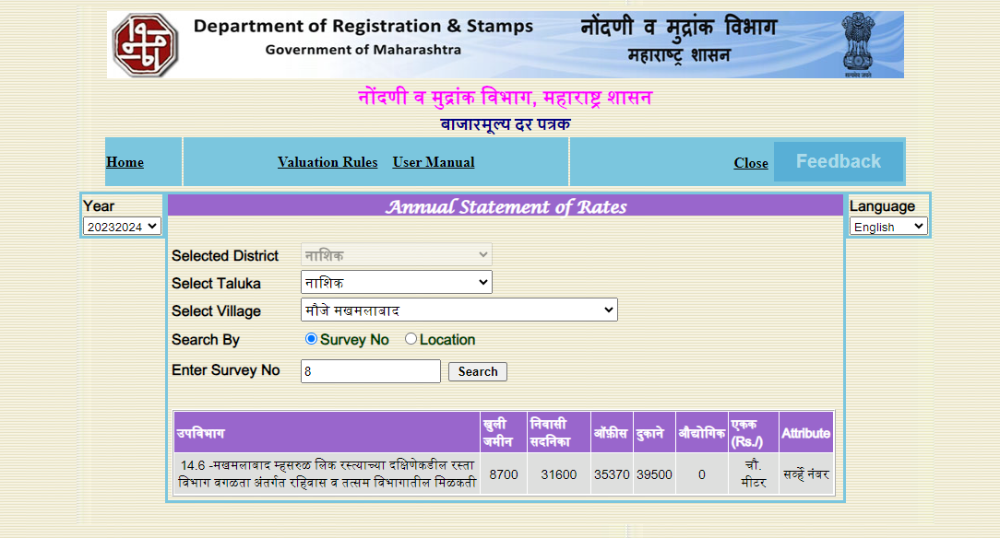 Department of Registration & Stamps
Government of Maharashtra
नोंदणी व मुद्रांक विभाग
महाराष्ट्र शासन
नोंदणी व मुद्रांक विभाग, महाराष्ट्र शासन
बाजारमूल्य दर पत्रक
Home Valuation Rules User Manual Close Feedback
Year
20232024
Annual Statement of Rates
Language
English
Selected District नाशिक
Select Taluka नाशिक
Select Village मौजे मखमलाबाद
Search By Survey No Location
Enter Survey No 8 Search
उपविभाग खुली जमीन निवासी सदनिका ऑफ़ीस दुकाने औद्योगिक एकक (Rs./) Attribute
14.6 -मखमलाबाद म्हसरुळ लिंक रस्त्याच्या दक्षिणेकडील रस्ता
विभाग वगळता अंतर्गत रहिवास व तत्सम विभागातील मिळकती
8700 31600 35370 39500 0 चौ. मीटर सर्व्हे नंबर